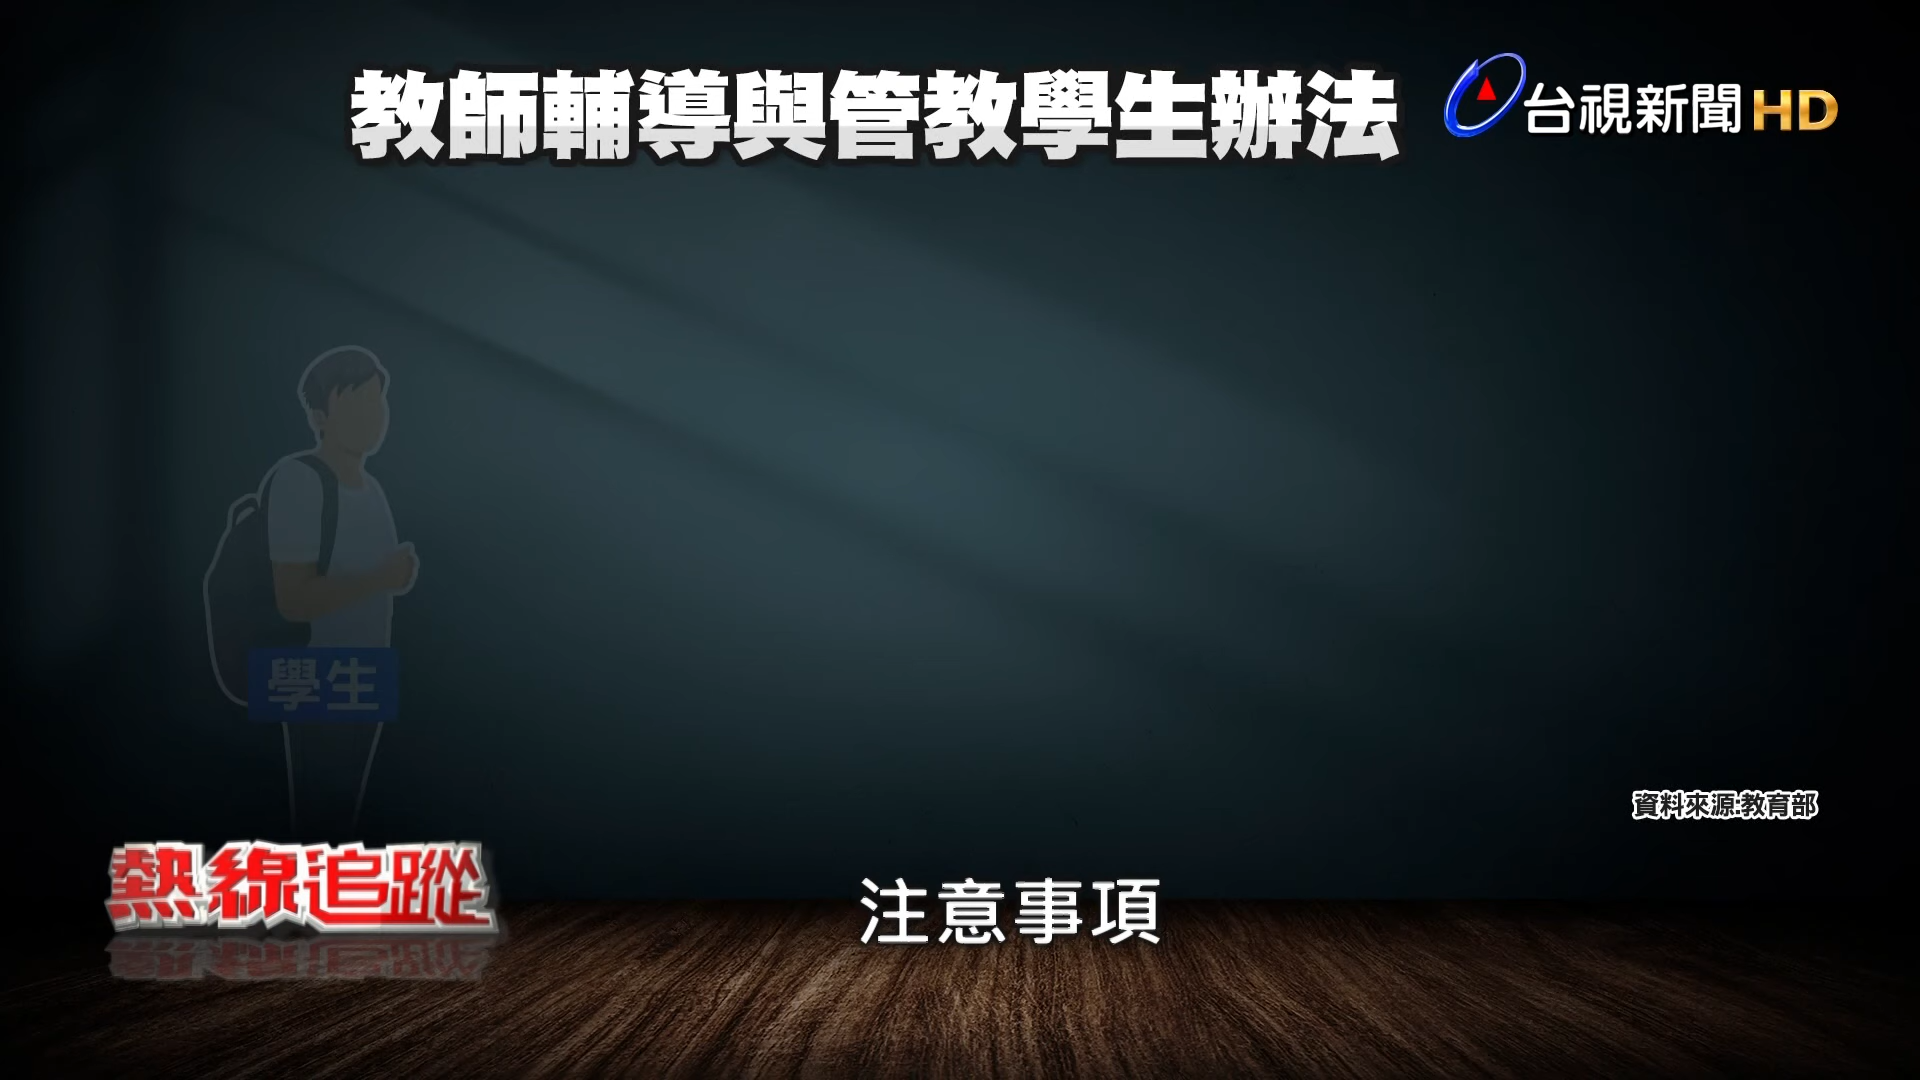 教師輔導與管教學生辦法
台視新聞HD
學生
資料來源:教育部
熱線追蹤
注意事項